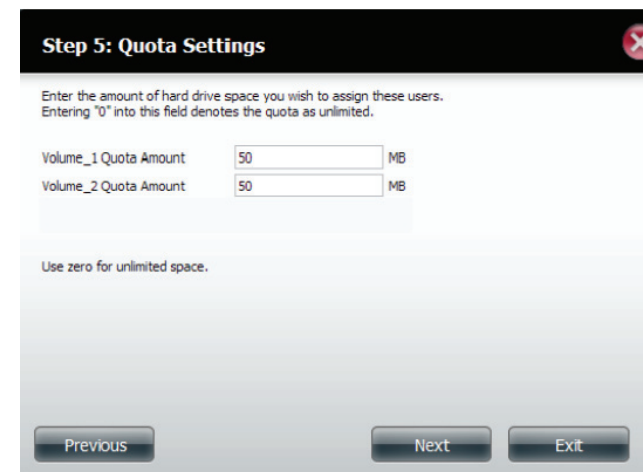 Step 5: Quota Settings
Enter the amount of hard drive space you wish to assign these users.
Entering "0" into this field denotes the quota as unlimited.
Volume_1 Quota Amount 50 MB
Volume_2 Quota Amount 50 MB
Use zero for unlimited space.
Previous Next Exit